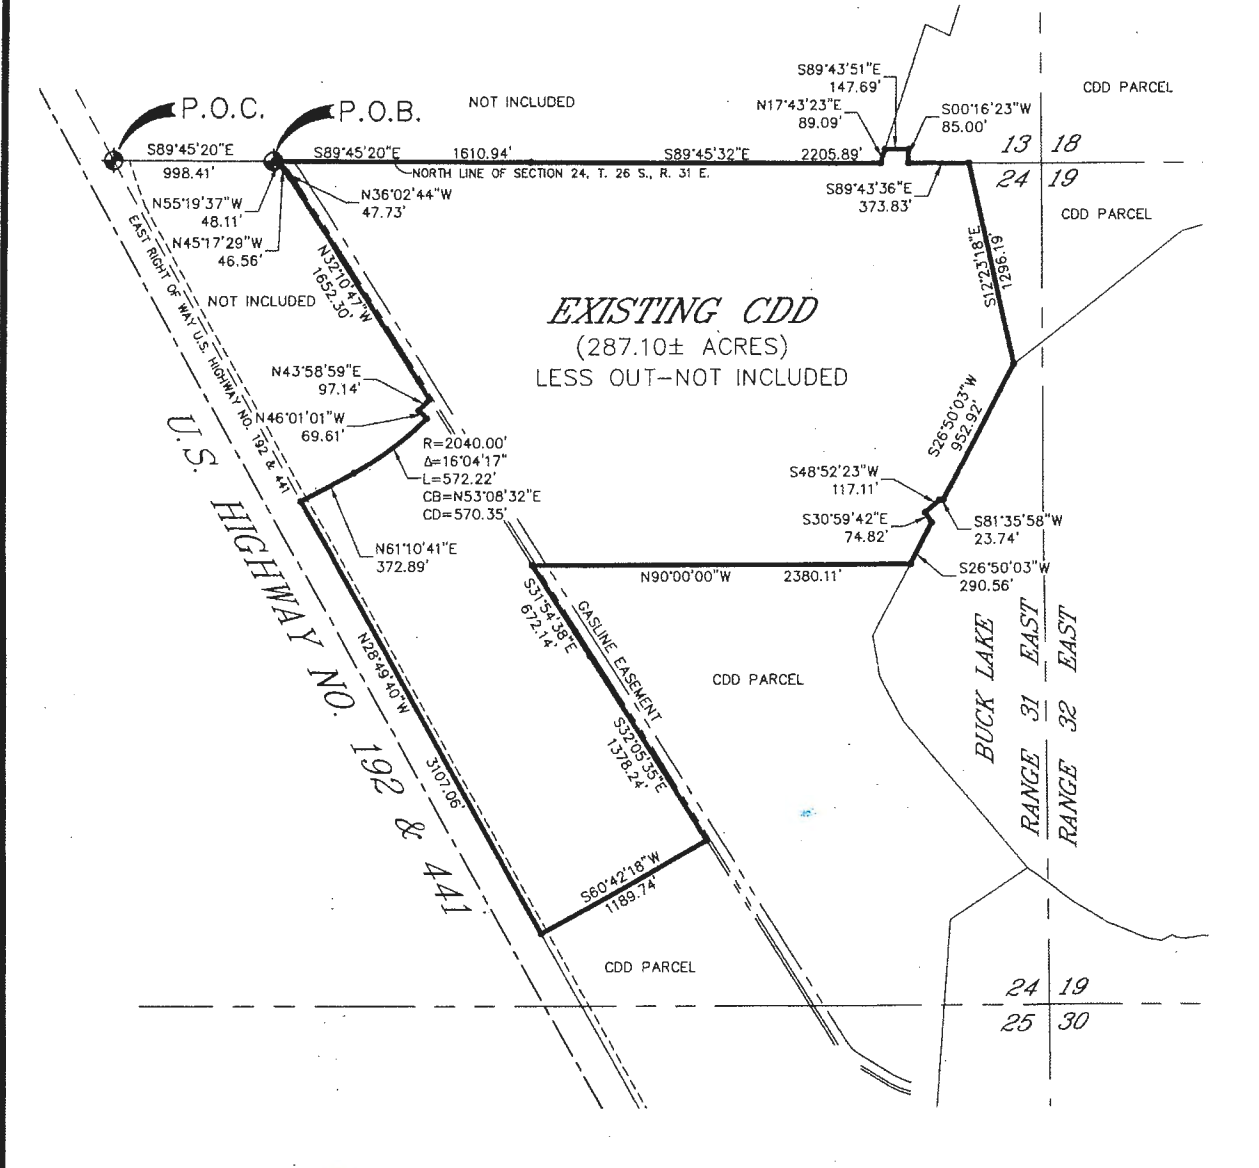 S89°43'51"E
147.69'
CDD PARCEL
P.O.C.
P.O.B.
NOT INCLUDED
N17°43'23"E
89.09'
S00°16'23"W
85.00'
S89°45'20"E
998.41'
S89°45'20"E
1610.94'
S89°45'32"E
2205.89'
13
18
NORTH LINE OF SECTION 24, T. 26 S., R. 31 E.
24
19
N55°19'37"W
48.11'
N36°02'44"W
47.73'
S89°43'36"E
373.83'
CDD PARCEL
N45°17'29"W
46.56'
EAST RIGHT OF WAY U.S. HIGHWAY NO. 192 & 441
N32°10'47"W
1652.30'
S12°23'18"E
1296.19'
NOT INCLUDED
EXISTING CDD
(287.10± ACRES)
LESS OUT-NOT INCLUDED
N43°58'59"E
97.14'
N46°01'01"W
69.61'
U.S. HIGHWAY NO. 192 & 441
R=2040.00'
Δ=16°04'17"
L=572.22'
CB=N53°08'32"E
CD=570.35'
S26°50'03"W
952.92'
S48°52'23"W
117.11'
S30°59'42"E
74.82'
S81°35'58"W
23.74'
N61°10'41"E
372.89'
S26°50'03"W
290.56'
N90°00'00"W
2380.11'
S31°54'38"E
672.14'
GASLINE EASEMENT
N28°49'40"W
3107.06'
CDD PARCEL
BUCK LAKE
RANGE 31 EAST
RANGE 32 EAST
S32°05'35"E
1378.24'
S60°42'18"W
1189.74'
CDD PARCEL
24
19
25
30